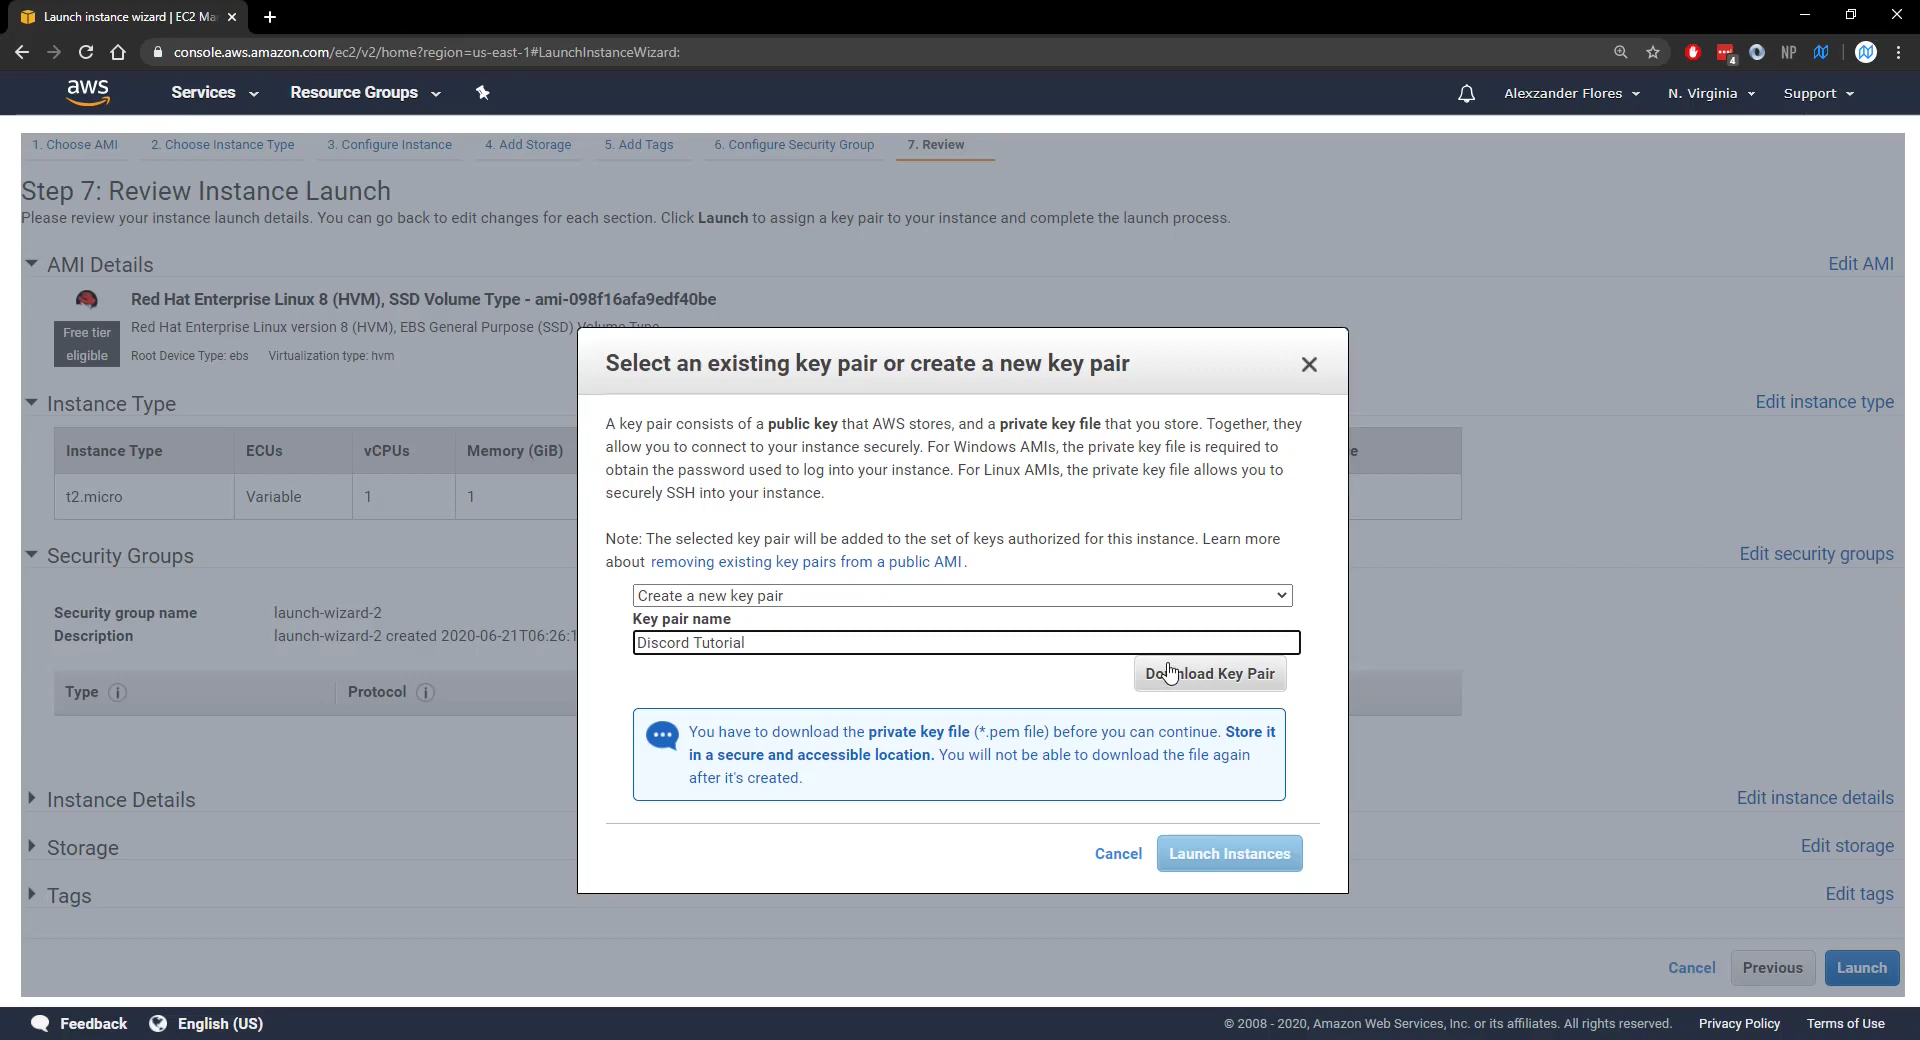 Launch instance wizard | EC2 Ma
console.aws.amazon.com/ec2/v2/home?region=us-east-1#LaunchInstanceWizard:
4
NP
aws
Services
Resource Groups
Alexzander Flores
N. Virginia
Support
1. Choose AMI
2. Choose Instance Type
3. Configure Instance
4. Add Storage
5. Add Tags
6. Configure Security Group
7. Review
Step 7: Review Instance Launch
Please review your instance launch details. You can go back to edit changes for each section. Click Launch to assign a key pair to your instance and complete the launch process.
AMI Details
Edit AMI
Red Hat Enterprise Linux 8 (HVM), SSD Volume Type - ami-098f16afa9edf40be
Free tier
eligible
Red Hat Enterprise Linux version 8 (HVM), EBS General Purpose (SSD) Volume Type
Root Device Type: ebs Virtualization type: hvm
Instance Type
Edit instance type
Instance Type ECUs vCPUs Memory (GiB) e
t2.micro Variable 1 1
Security Groups
Edit security groups
Security group name launch-wizard-2
Description launch-wizard-2 created 2020-06-21T06:26:1
Type i Protocol i
Instance Details
Edit instance details
Storage
Edit storage
Tags
Edit tags
Select an existing key pair or create a new key pair
A key pair consists of a public key that AWS stores, and a private key file that you store. Together, they
allow you to connect to your instance securely. For Windows AMIs, the private key file is required to
obtain the password used to log into your instance. For Linux AMIs, the private key file allows you to
securely SSH into your instance.
Note: The selected key pair will be added to the set of keys authorized for this instance. Learn more
about removing existing key pairs from a public AMI.
Create a new key pair
Key pair name
Discord Tutorial
Download Key Pair
You have to download the private key file (*.pem file) before you can continue. Store it
in a secure and accessible location. You will not be able to download the file again
after it's created.
Cancel
Launch Instances
Cancel
Previous
Launch
Feedback
English (US)
© 2008 - 2020, Amazon Web Services, Inc. or its affiliates. All rights reserved.
Privacy Policy
Terms of Use